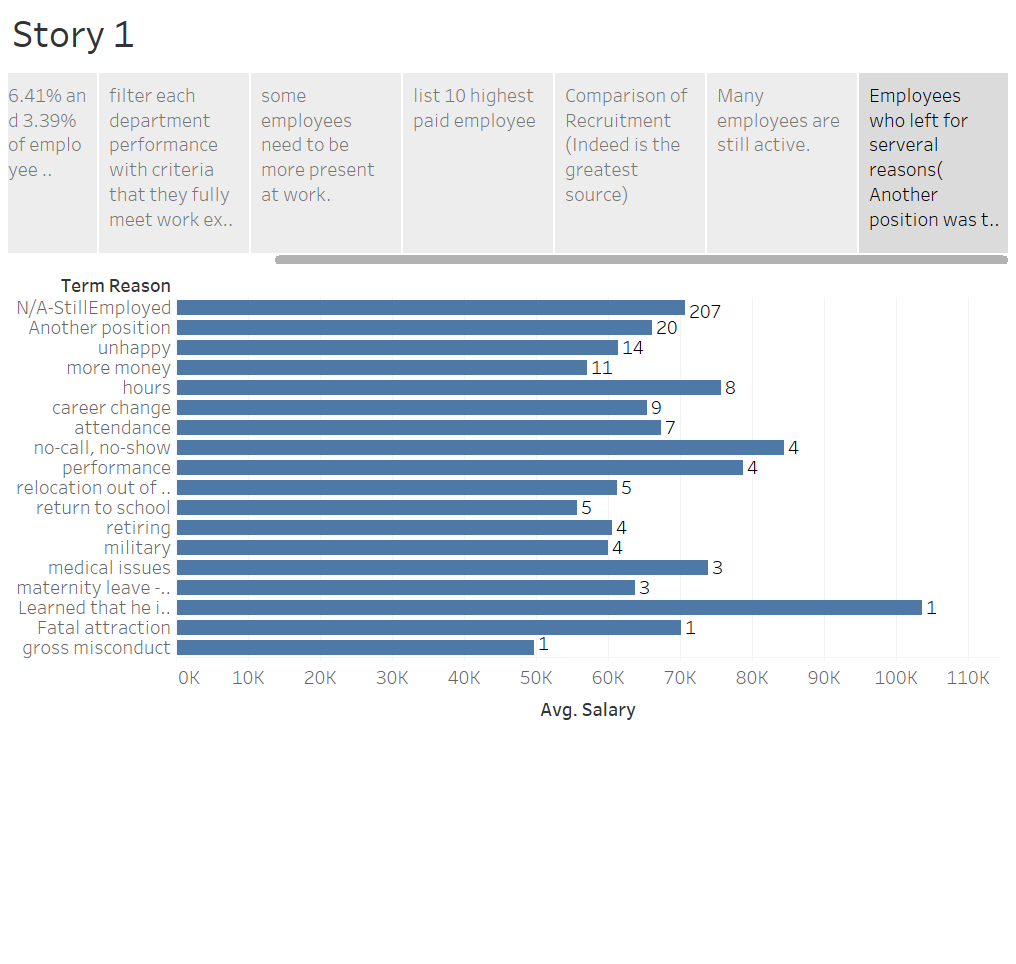 Story 1
6.41% an
d 3.39%
of emplo
yee ..
filter each
department
performance
with criteria
that they fully
meet work ex..
some
employees
need to be
more present
at work.
list 10 highest
paid employee
Comparison of
Recruitment
(Indeed is the
greatest
source)
Many
employees are
still active.
Employees
who left for
serveral
reasons(
Another
position was t..
Term Reason
N/A-StillEmployed 207
Another position 20
unhappy 14
more money 11
hours 8
career change 9
attendance 7
no-call, no-show 4
performance 4
relocation out of .. 5
return to school 5
retiring 4
military 4
medical issues 3
maternity leave -.. 3
Learned that he i.. 1
Fatal attraction 1
gross misconduct 1
0K 10K 20K 30K 40K 50K 60K 70K 80K 90K 100K 110K
Avg. Salary